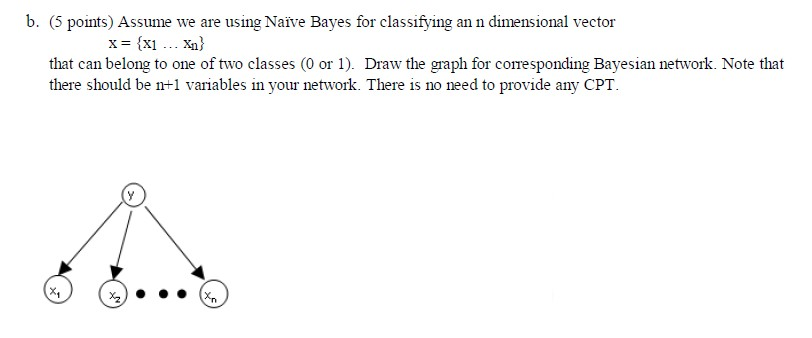 b. (5 points) Assume we are using Naïve Bayes for classifying an n dimensional vector
x = {x1 … xn}
that can belong to one of two classes (0 or 1). Draw the graph for corresponding Bayesian network. Note that
there should be n+1 variables in your network. There is no need to provide any CPT.
y
x1 x2 • • • xn